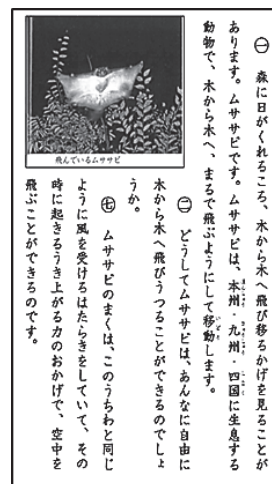 ㊀ 森に日がくれるころ、木から木へ飛び移るかげを見ることが
あります。ムササビです。ムササビは、本州・九州・四国に生息する
動物で、木から木へ、まるで飛ぶようにして移動します。
㊁ どうしてムササビは、あんなに自由に
木から木へ飛びうつることができるのでしょ
うか。
㊆ ムササビのまくは、このうちわと同じ
ように風を受けるはたらきをしていて、その
時に起きるうき上がる力のおかげで、空中を
飛ぶことができるのです。
飛んでいるムササビ